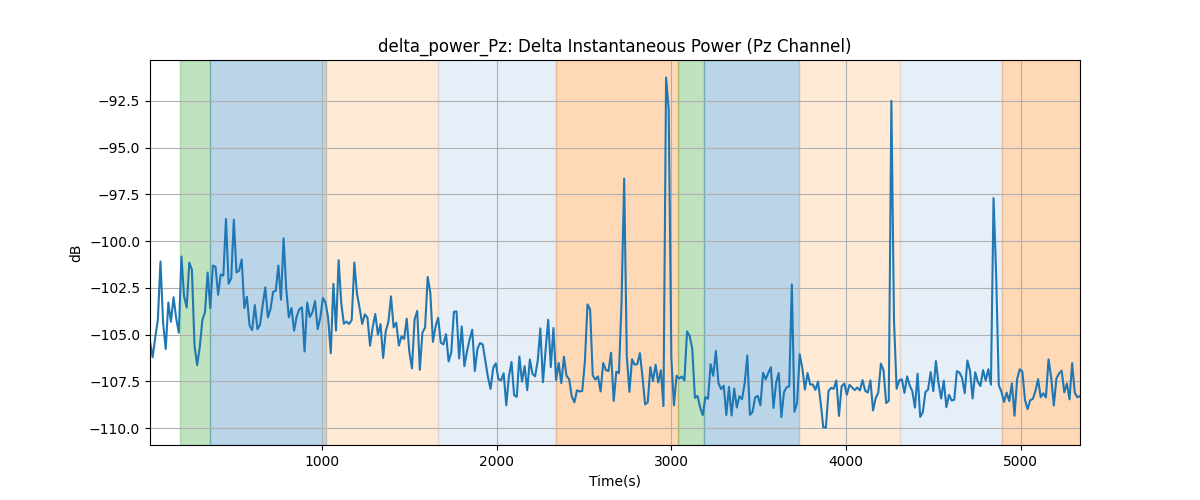 delta_power_Pz: Delta Instantaneous Power (Pz Channel)
dB
−92.5
−95.0
−97.5
−100.0
−102.5
−105.0
−107.5
−110.0
1000 2000 3000 4000 5000
Time(s)